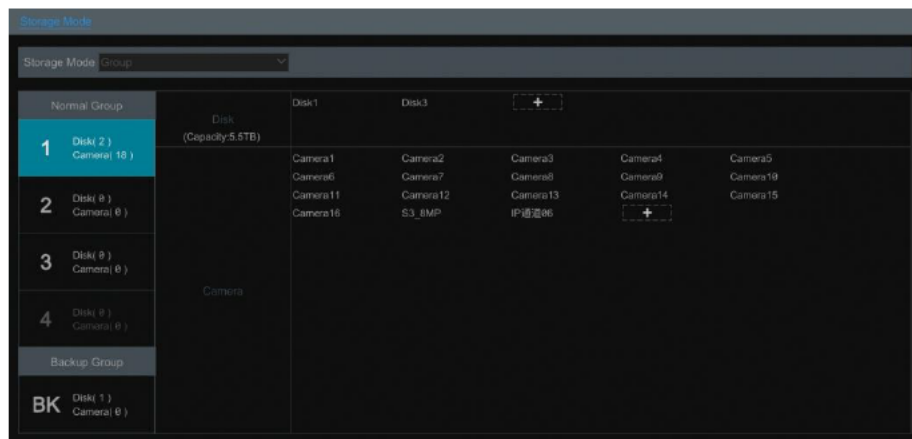 Storage Mode
Storage Mode Group
Normal Group
1 Disk( 2 )
Camera( 18 )
2 Disk( 0 )
Camera( 0 )
3 Disk( 0 )
Camera( 0 )
4 Disk( 0 )
Camera( 0 )
Backup Group
BK Disk( 1 )
Camera( 0 )
Disk
(Capacity:5.5TB)
Disk1 Disk3 +
Camera
Camera1 Camera2 Camera3 Camera4 Camera5
Camera6 Camera7 Camera8 Camera9 Camera10
Camera11 Camera12 Camera13 Camera14 Camera15
Camera16 S3_8MP IP通道06 +